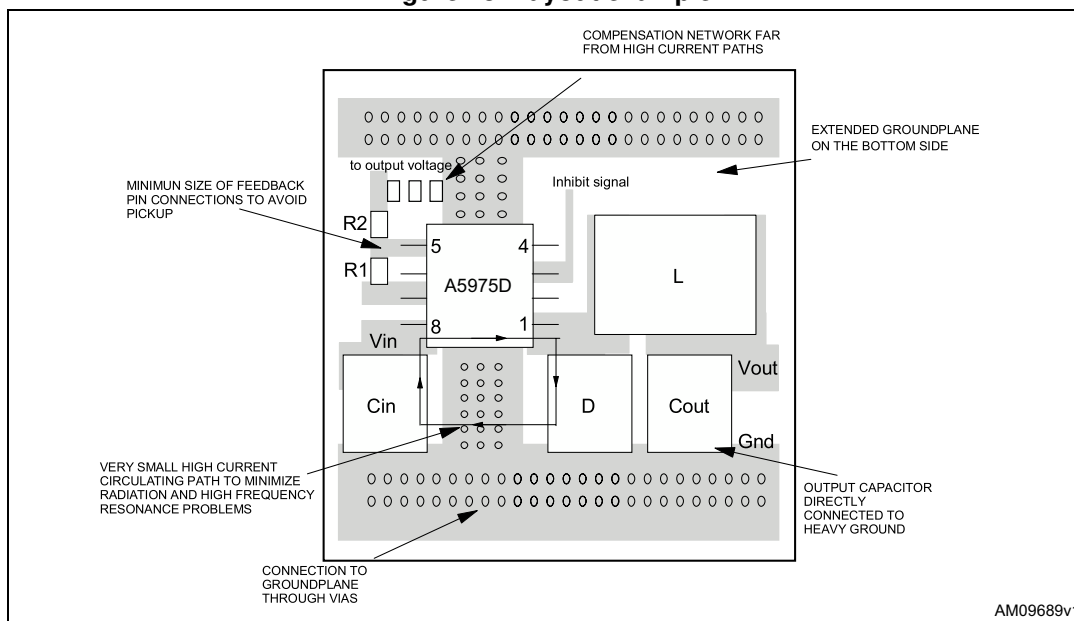 COMPENSATION NETWORK FAR
FROM HIGH CURRENT PATHS
EXTENDED GROUNDPLANE
ON THE BOTTOM SIDE
to output voltage
Inhibit signal
MINIMUN SIZE OF FEEDBACK
PIN CONNECTIONS TO AVOID
PICKUP
R2
R1
5
4
A5975D
L
8
1
Vin
Vout
Cin
D
Cout
Gnd
VERY SMALL HIGH CURRENT
CIRCULATING PATH TO MINIMIZE
RADIATION AND HIGH FREQUENCY
RESONANCE PROBLEMS
OUTPUT CAPACITOR
DIRECTLY
CONNECTED TO
HEAVY GROUND
CONNECTION TO
GROUNDPLANE
THROUGH VIAS
AM09689v1